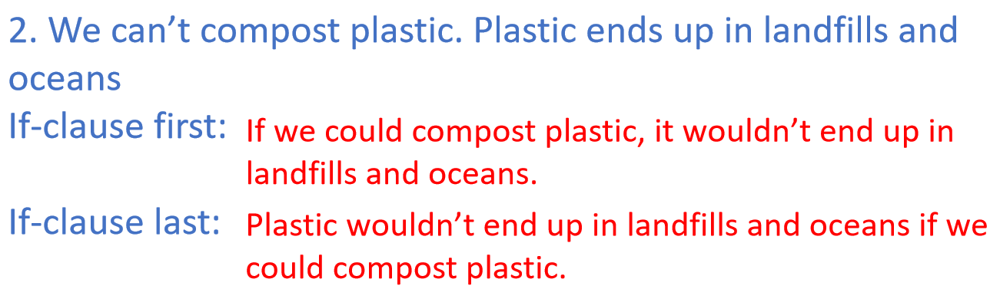 2. We can’t compost plastic. Plastic ends up in landfills and
oceans
If-clause first: If we could compost plastic, it wouldn’t end up in
landfills and oceans.
If-clause last: Plastic wouldn’t end up in landfills and oceans if we
could compost plastic.